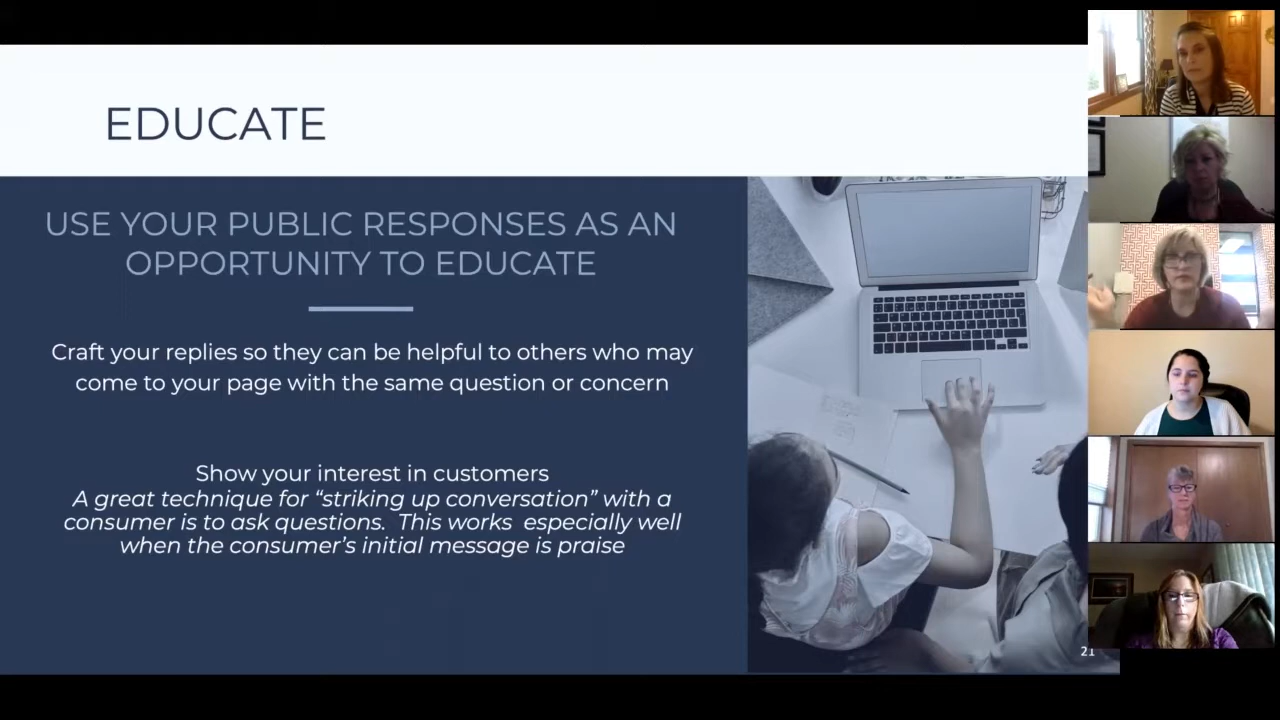 EDUCATE
USE YOUR PUBLIC RESPONSES AS AN
OPPORTUNITY TO EDUCATE
Craft your replies so they can be helpful to others who may
come to your page with the same question or concern
Show your interest in customers
A great technique for “striking up conversation” with a
consumer is to ask questions. This works especially well
when the consumer’s initial message is praise
21